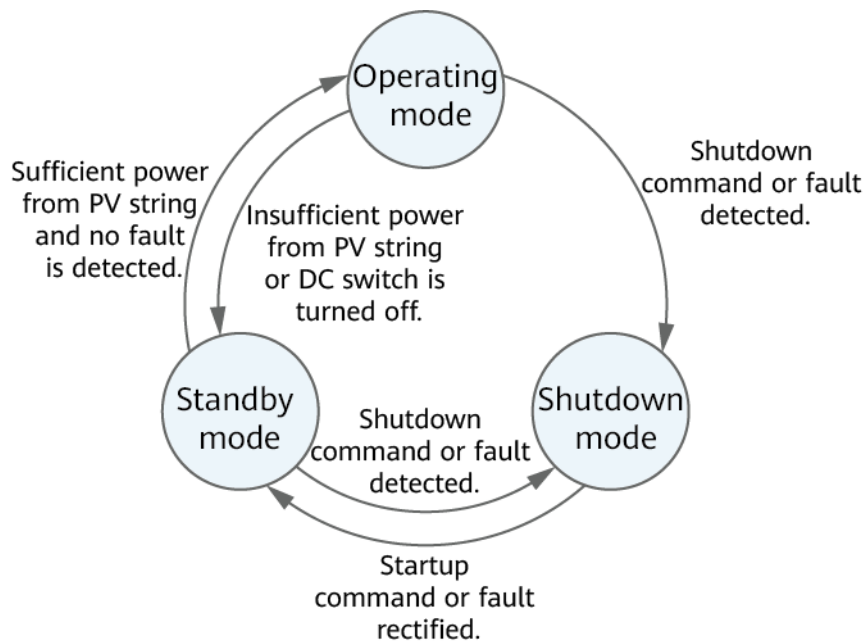 Operating
mode
Sufficient power
from PV string
and no fault
is detected.
Insufficient power
from PV string
or DC switch is
turned off.
Shutdown
command or fault
detected.
Standby
mode
Shutdown
command or fault
detected.
Shutdown
mode
Startup
command or fault
rectified.